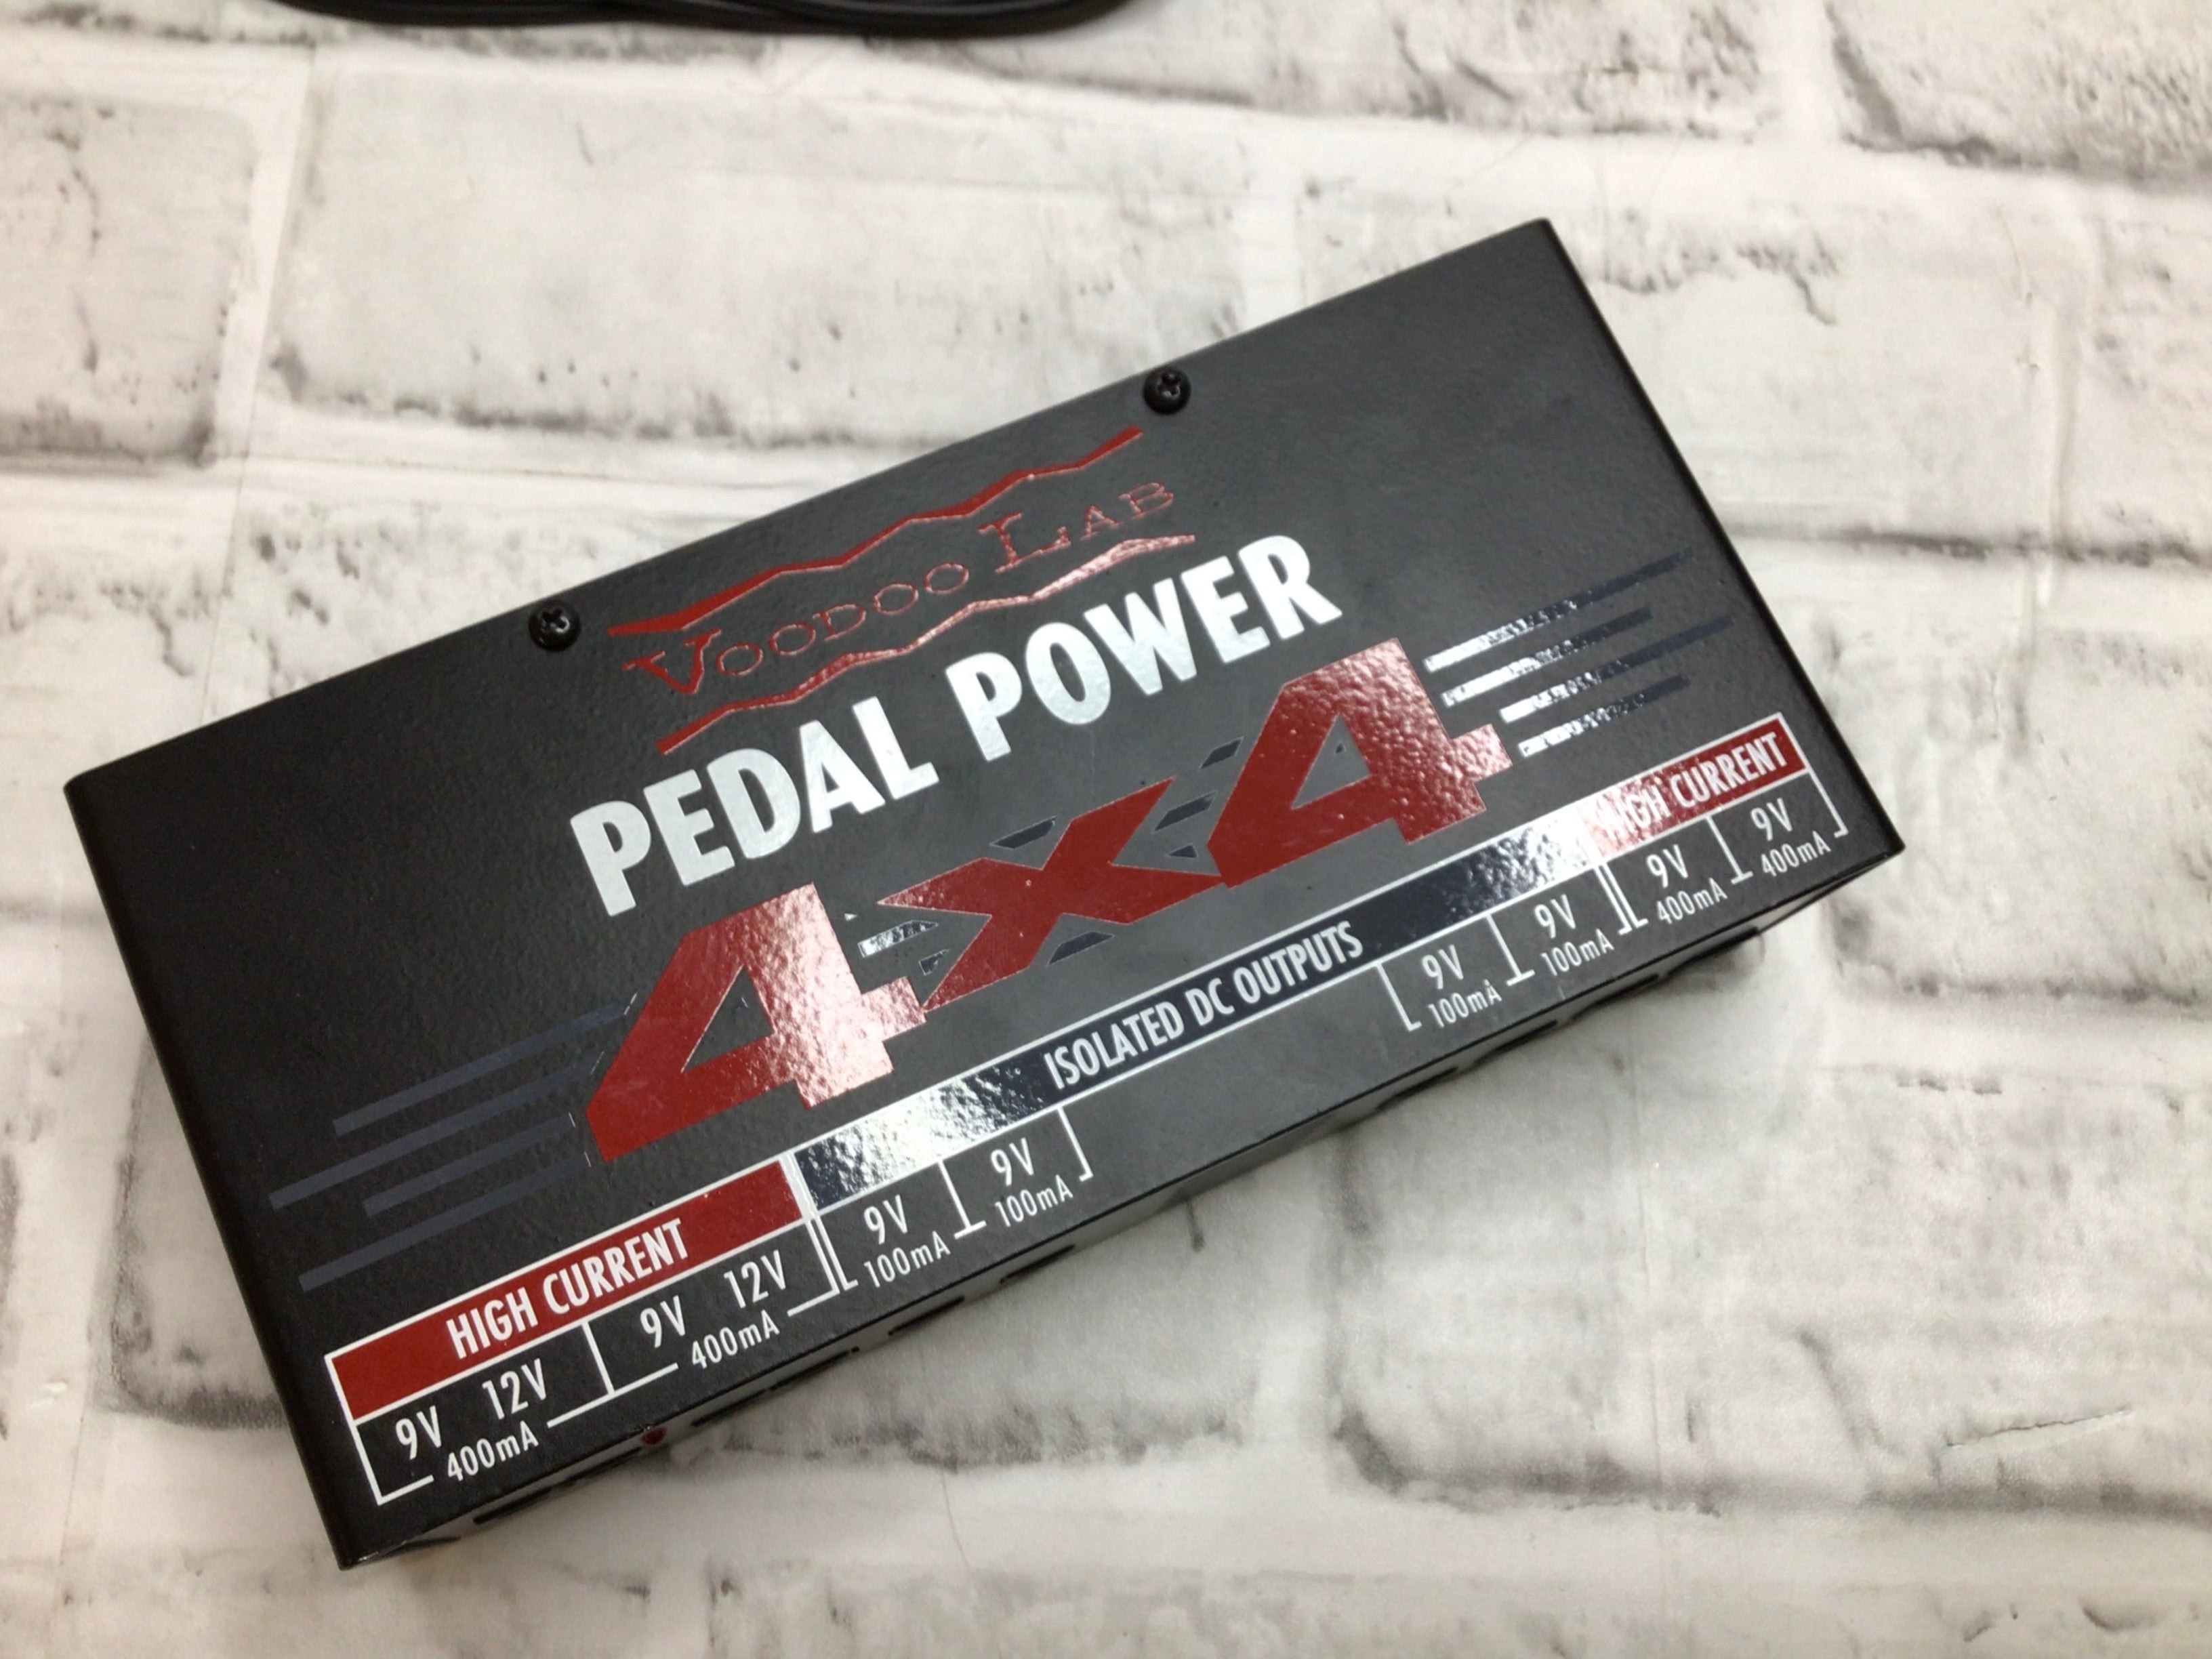 VOODOO LAB
PEDAL POWER
4x4
HIGH CURRENT
ISOLATED DC OUTPUTS
HIGH CURRENT
9V 12V
400mA
9V 12V
400mA
9V
100mA
9V
100mA
9V
100mA
9V
100mA
9V
400mA
9V
400mA